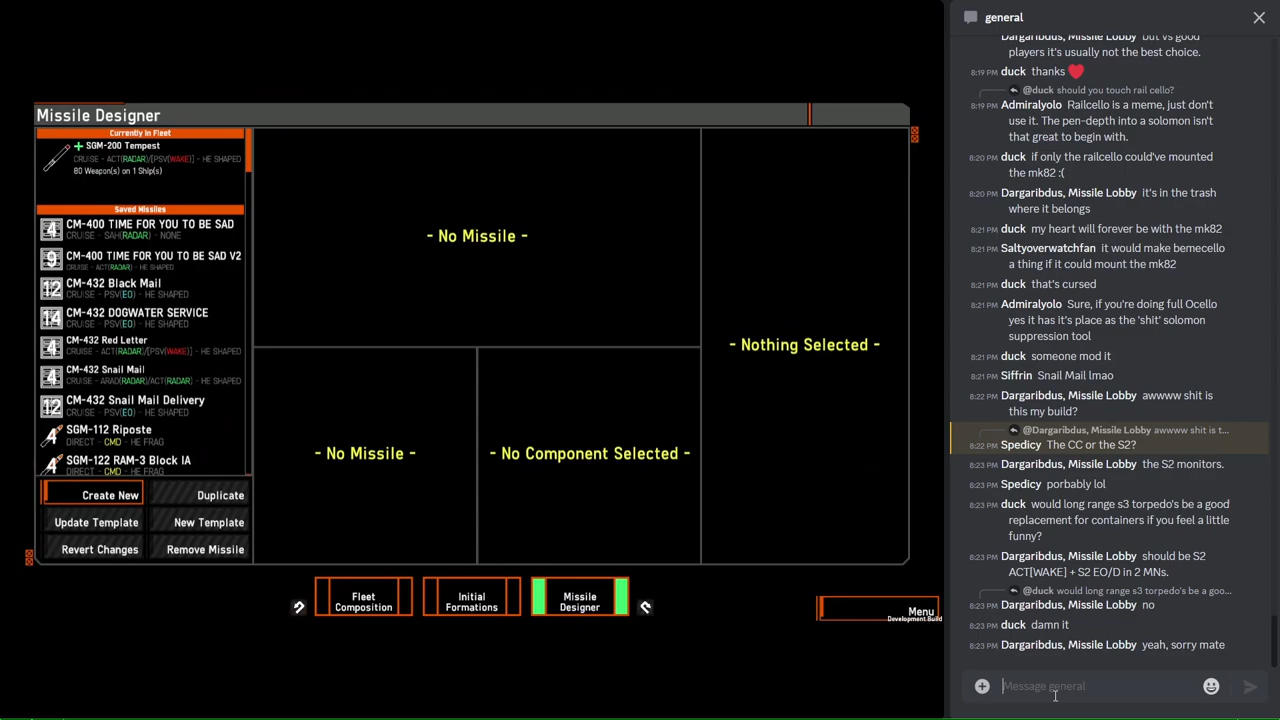 Missile Designer
Currently In Fleet
SGM-200 Tempest
CRUISE - ACT(RADAR)/[PSV(WAKE)] - HE SHAPED
80 Weapon(s) on 1 Ship(s)
Saved Missiles
4 CM-400 TIME FOR YOU TO BE SAD
CRUISE - SAH(RADAR) - NONE
9 CM-400 TIME FOR YOU TO BE SAD V2
CRUISE - ACT(RADAR) - HE SHAPED
12 CM-432 Black Mail
CRUISE - PSV(EO) - HE SHAPED
14 CM-432 DOGWATER SERVICE
CRUISE - PSV(EO) - HE SHAPED
4 CM-432 Red Letter
CRUISE - ACT(RADAR)/[PSV(WAKE)] - HE SHAPED
4 CM-432 Snail Mail
CRUISE - ARAD(RADAR)/ACT(RADAR) - HE SHAPED
12 CM-432 Snail Mail Delivery
CRUISE - PSV(EO) - HE SHAPED
4 SGM-112 Riposte
DIRECT - CMD - HE FRAG
4 SGM-122 RAM-3 Block IA
DIRECT - CMD - HE FRAG
Create New
Duplicate
Update Template
New Template
Revert Changes
Remove Missile
- No Missile -
- No Missile -
- No Component Selected -
- Nothing Selected -
Fleet
Composition
Initial
Formations
Missile
Designer
Menu
Development Build
general
Dargaribdus, Missile Lobby but vs good
players it's usually not the best choice.
8:19 PM duck thanks
@duck should you touch rail cello?
8:19 PM Admiralyolo Railcello is a meme, just don't
use it. The pen-depth into a solomon isn't
that great to begin with.
8:20 PM duck if only the railcello could've mounted
the mk82 :(
8:20 PM Dargaribdus, Missile Lobby it's in the trash
where it belongs
8:21 PM duck my heart will forever be with the mk82
8:21 PM Saltyoverwatchfan it would make bemecello
a thing if it could mount the mk82
8:21 PM duck that's cursed
8:21 PM Admiralyolo Sure, if you're doing full Ocello
yes it has it's place as the 'shit' solomon
suppression tool
8:21 PM duck someone mod it
8:21 PM Siffrin Snail Mail lmao
8:22 PM Dargaribdus, Missile Lobby awwww shit is
this my build?
@Dargaribdus, Missile Lobby awwww shit is t...
8:22 PM Spedicy The CC or the S2?
8:23 PM Dargaribdus, Missile Lobby the S2 monitors.
8:23 PM Spedicy porbably lol
8:23 PM duck would long range s3 torpedo's be a good
replacement for containers if you feel a little
funny?
8:23 PM Dargaribdus, Missile Lobby should be S2
ACT[WAKE] + S2 EO/D in 2 MNs.
@duck would long range s3 torpedo's be a goo...
8:23 PM Dargaribdus, Missile Lobby no
8:23 PM duck damn it
8:23 PM Dargaribdus, Missile Lobby yeah, sorry mate
Message general